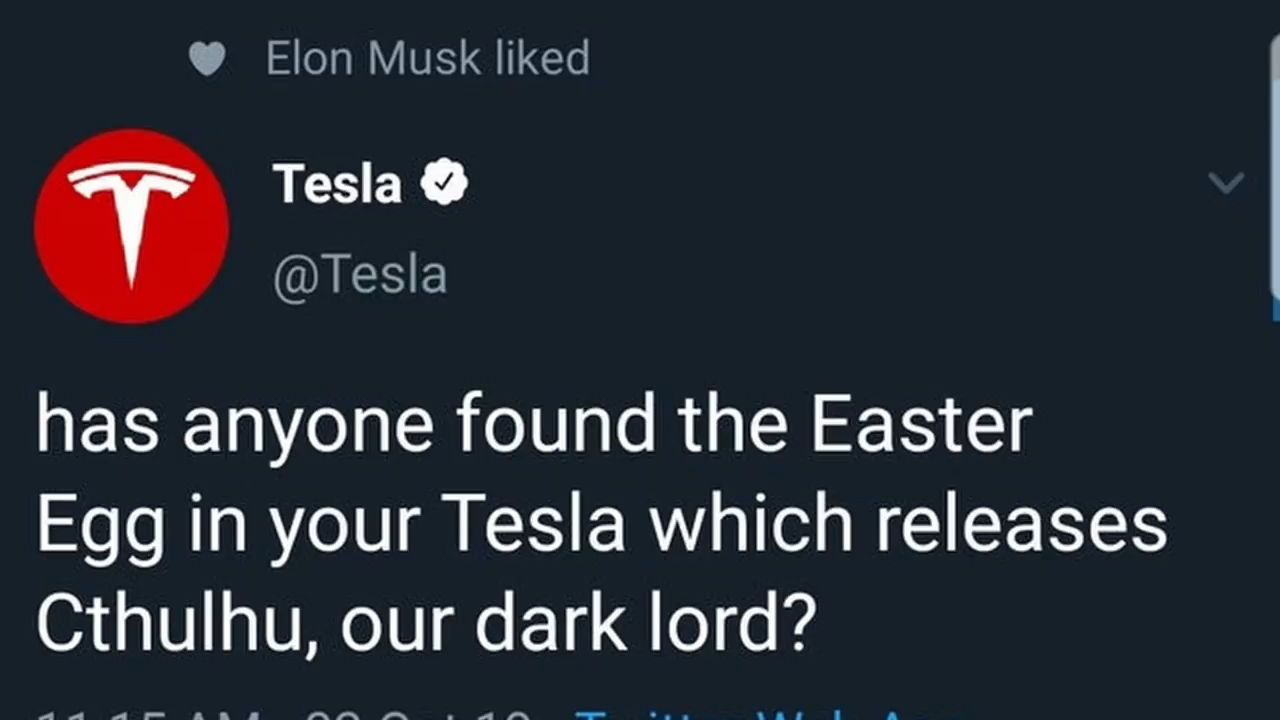 Elon Musk liked
Tesla
@Tesla
has anyone found the Easter
Egg in your Tesla which releases
Cthulhu, our dark lord?